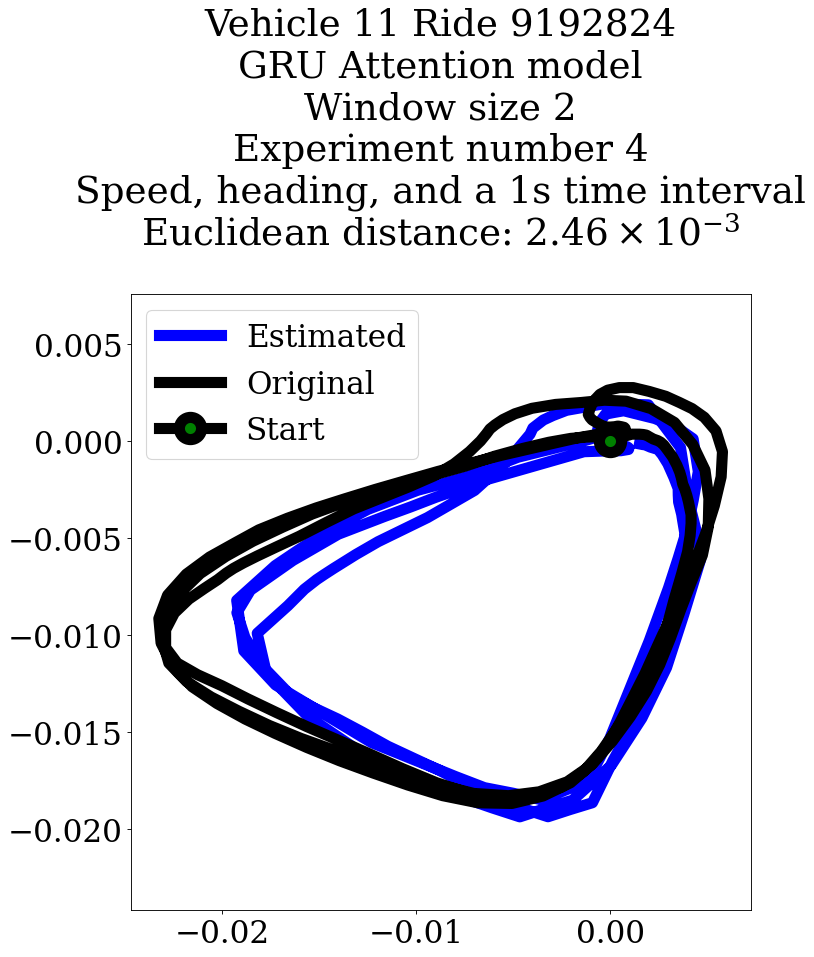 Vehicle 11 Ride 9192824
GRU Attention model
Window size 2
Experiment number 4
Speed, heading, and a 1s time interval
Euclidean distance: 2.46 × 10⁻³
Estimated
Original
Start
0.005
0.000
−0.005
−0.010
−0.015
−0.020
−0.02
−0.01
0.00